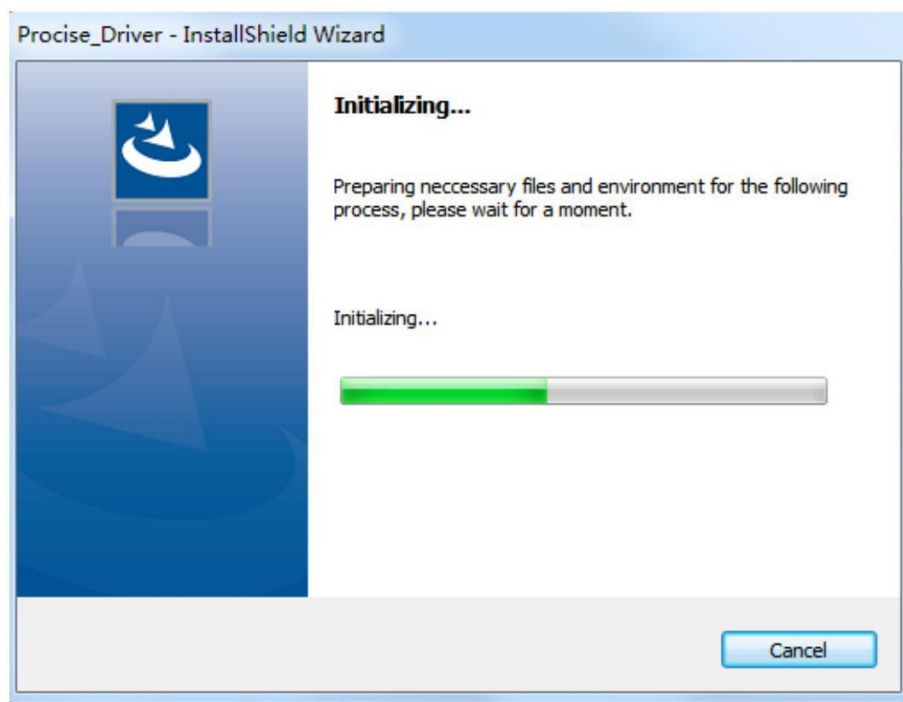 Procise_Driver - InstallShield Wizard
Initializing...
Preparing neccessary files and environment for the following
process, please wait for a moment.
Initializing...
Cancel